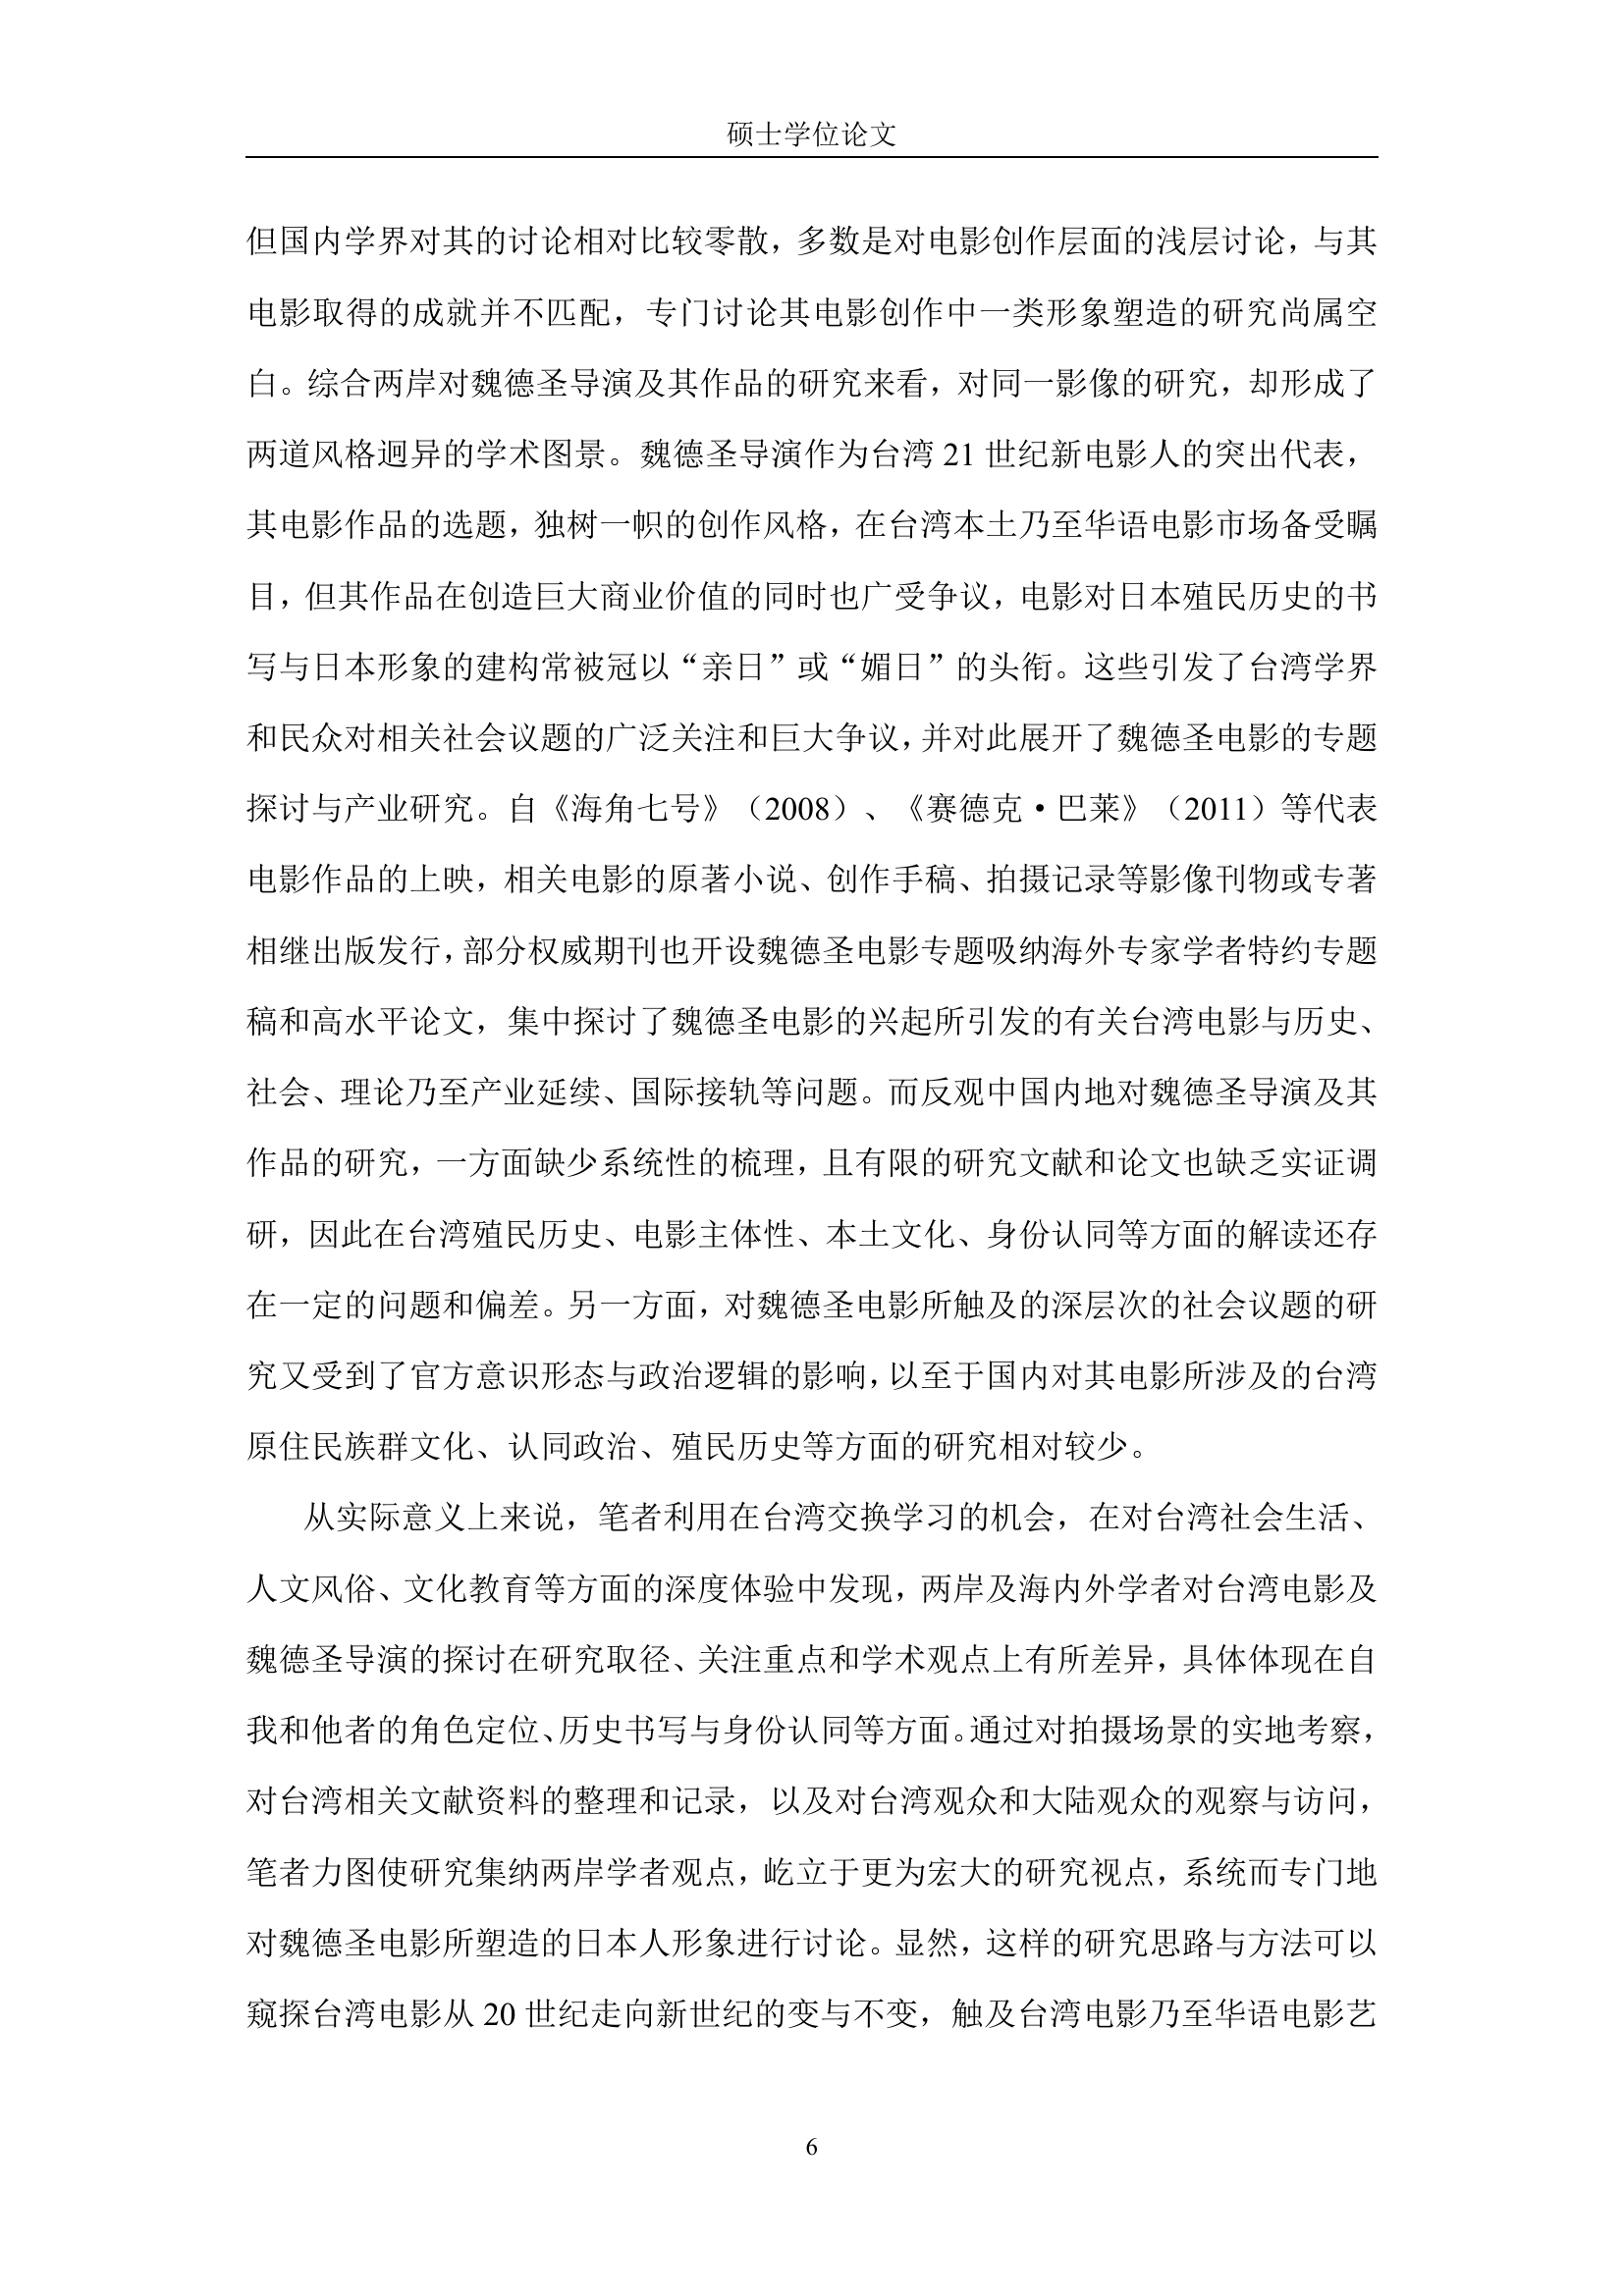 硕士学位论文
但国内学界对其的讨论相对比较零散，多数是对电影创作层面的浅层讨论，与其
电影取得的成就并不匹配，专门讨论其电影创作中一类形象塑造的研究尚属空
白。综合两岸对魏德圣导演及其作品的研究来看，对同一影像的研究，却形成了
两道风格迥异的学术图景。魏德圣导演作为台湾 21 世纪新电影人的突出代表，
其电影作品的选题，独树一帜的创作风格，在台湾本土乃至华语电影市场备受瞩
目，但其作品在创造巨大商业价值的同时也广受争议，电影对日本殖民历史的书
写与日本形象的建构常被冠以“亲日”或“媚日”的头衔。这些引发了台湾学界
和民众对相关社会议题的广泛关注和巨大争议，并对此展开了魏德圣电影的专题
探讨与产业研究。自《海角七号》（2008）、《赛德克·巴莱》（2011）等代表
电影作品的上映，相关电影的原著小说、创作手稿、拍摄记录等影像刊物或专著
相继出版发行，部分权威期刊也开设魏德圣电影专题吸纳海外专家学者特约专题
稿和高水平论文，集中探讨了魏德圣电影的兴起所引发的有关台湾电影与历史、
社会、理论乃至产业延续、国际接轨等问题。而反观中国内地对魏德圣导演及其
作品的研究，一方面缺少系统性的梳理，且有限的研究文献和论文也缺乏实证调
研，因此在台湾殖民历史、电影主体性、本土文化、身份认同等方面的解读还存
在一定的问题和偏差。另一方面，对魏德圣电影所触及的深层次的社会议题的研
究又受到了官方意识形态与政治逻辑的影响，以至于国内对其电影所涉及的台湾
原住民族群文化、认同政治、殖民历史等方面的研究相对较少。
从实际意义上来说，笔者利用在台湾交换学习的机会，在对台湾社会生活、
人文风俗、文化教育等方面的深度体验中发现，两岸及海内外学者对台湾电影及
魏德圣导演的探讨在研究取径、关注重点和学术观点上有所差异，具体体现在自
我和他者的角色定位、历史书写与身份认同等方面。通过对拍摄场景的实地考察，
对台湾相关文献资料的整理和记录，以及对台湾观众和大陆观众的观察与访问，
笔者力图使研究集纳两岸学者观点，屹立于更为宏大的研究视点，系统而专门地
对魏德圣电影所塑造的日本人形象进行讨论。显然，这样的研究思路与方法可以
窥探台湾电影从 20 世纪走向新世纪的变与不变，触及台湾电影乃至华语电影艺
6